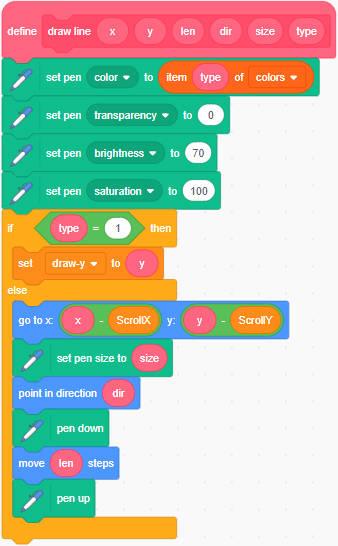 define draw line x y len dir size type
set pen color to item type of colors
set pen transparency to 0
set pen brightness to 70
set pen saturation to 100
if type = 1 then
set draw-y to y
else
go to x: x - ScrollX y: y - ScrollY
set pen size to size
point in direction dir
pen down
move len steps
pen up